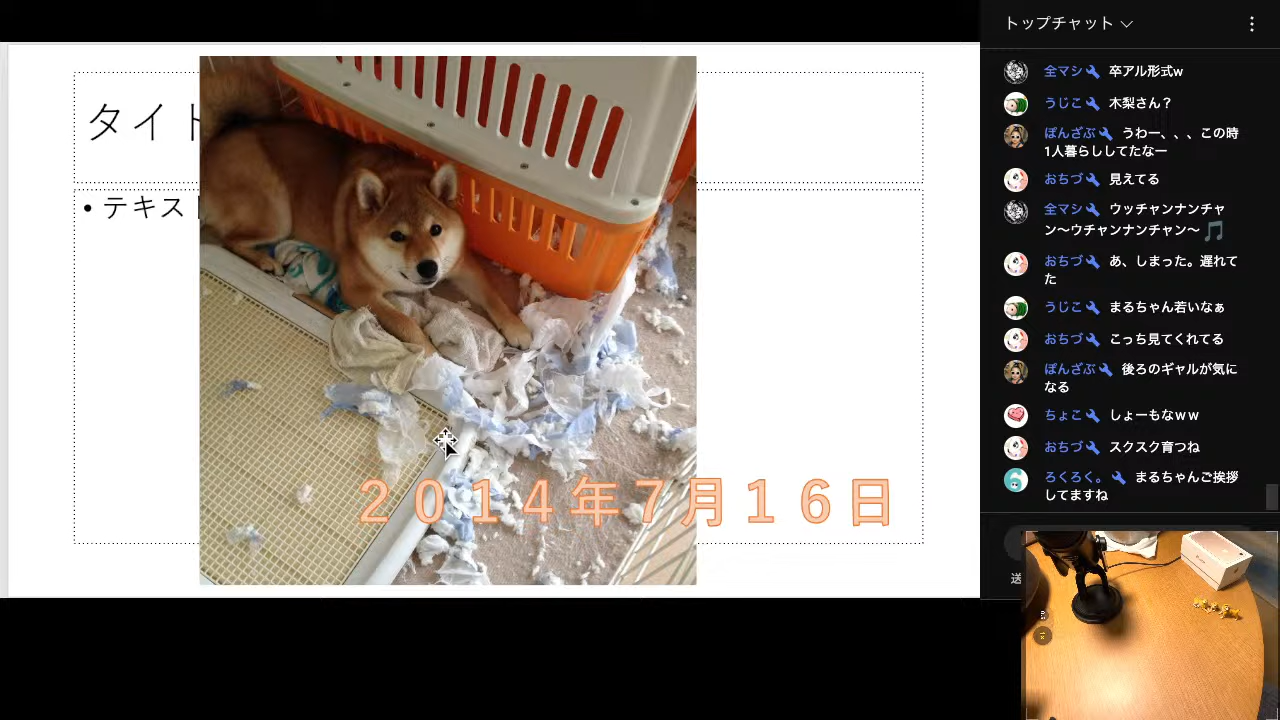 タイト
• テキスト
2014年7月16日
トップチャット
全マシ 卒アル形式w
うじこ 木梨さん？
ぽんざぶ うわー、、、この時
1人暮らししてたなー
おちづ 見えてる
全マシ ウッチャンナンチャ
ン〜ウチャンナンチャン〜🎵
おちづ あ、しまった。遅れて
た
うじこ まるちゃん若いなぁ
おちづ こっち見てくれてる
ぽんざぶ 後ろのギャルが気に
なる
ちょこ しょーもなｗｗ
おちづ スクスク育つね
ろくろく。 まるちゃんご挨拶
してますね
送